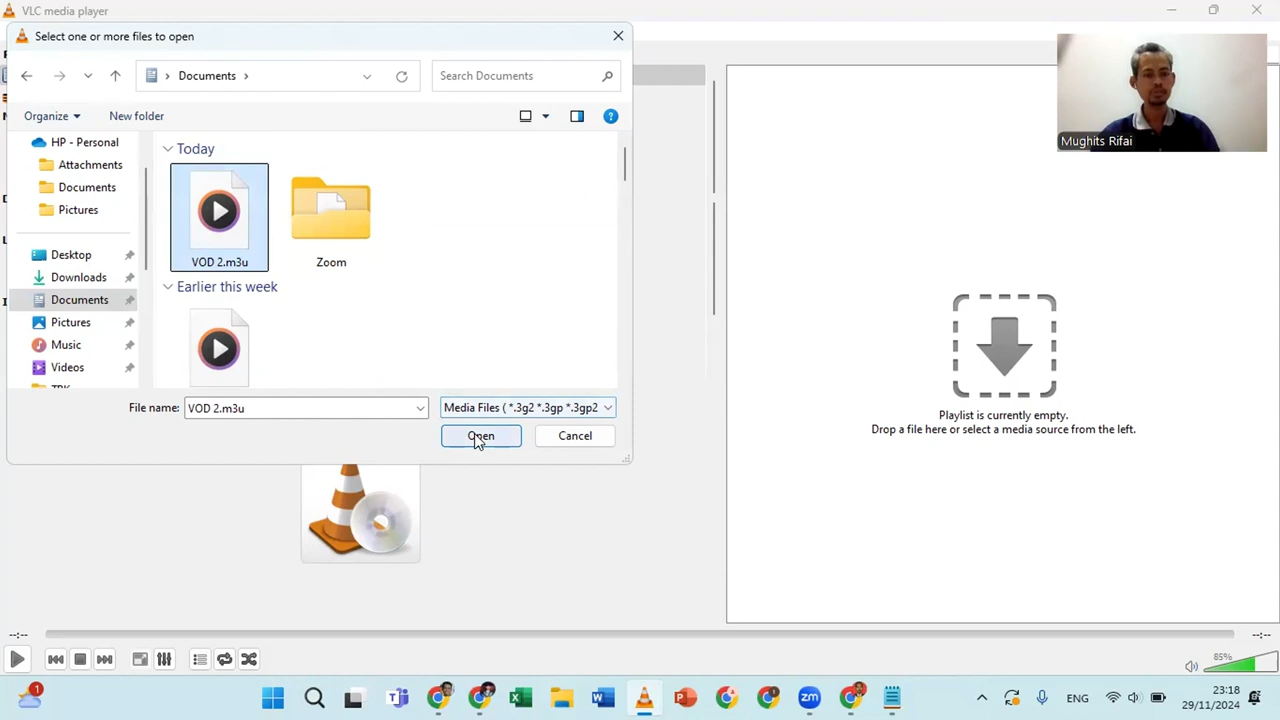 VLC media player
Select one or more files to open
Documents
Search Documents
Organize
New folder
HP - Personal
Attachments
Documents
Pictures
Desktop
Downloads
Documents
Pictures
Music
Videos
Today
VOD 2.m3u
Zoom
Earlier this week
File name:
VOD 2.m3u
Media Files ( *.3g2 *.3gp *.3gp2
Open
Cancel
Mughits Rifai
Playlist is currently empty.
Drop a file here or select a media source from the left.
--:--
--:--
85%
1
ENG
23:18
29/11/2024